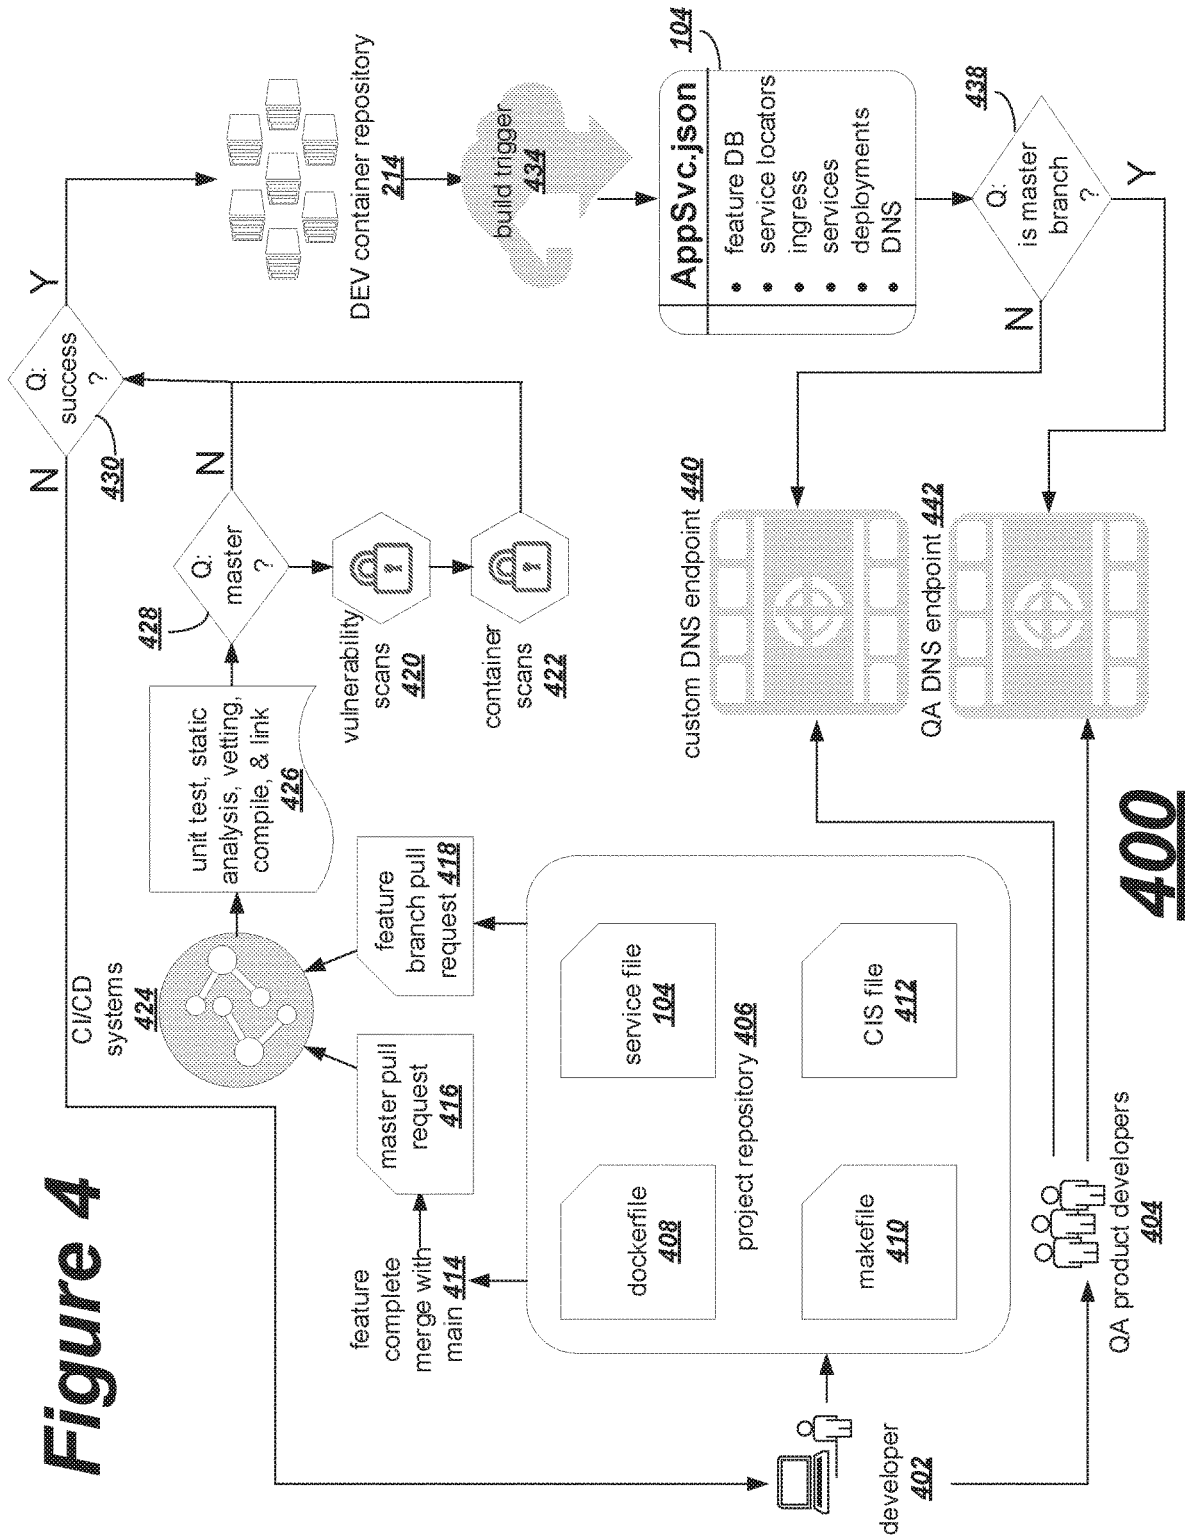 Figure 4
CI/CD
systems
424
unit test, static
analysis, vetting,
compile, & link
426
428
Q:
master
?
N
N
430
Q:
success
?
Y
DEV container repository
214
build trigger
434
AppSvc.json
104
• feature DB
• service locators
• ingress
• services
• deployments
• DNS
438
Q:
is master
branch
?
N
Y
vulnerability
scans
420
container
scans
422
feature
complete
merge with
main 414
master pull
request
416
feature
branch pull
request 418
dockerfile
408
service file
104
project repository 406
makefile
410
CIS file
412
developer
402
QA product developers
404
custom DNS endpoint 440
QA DNS endpoint 442
400